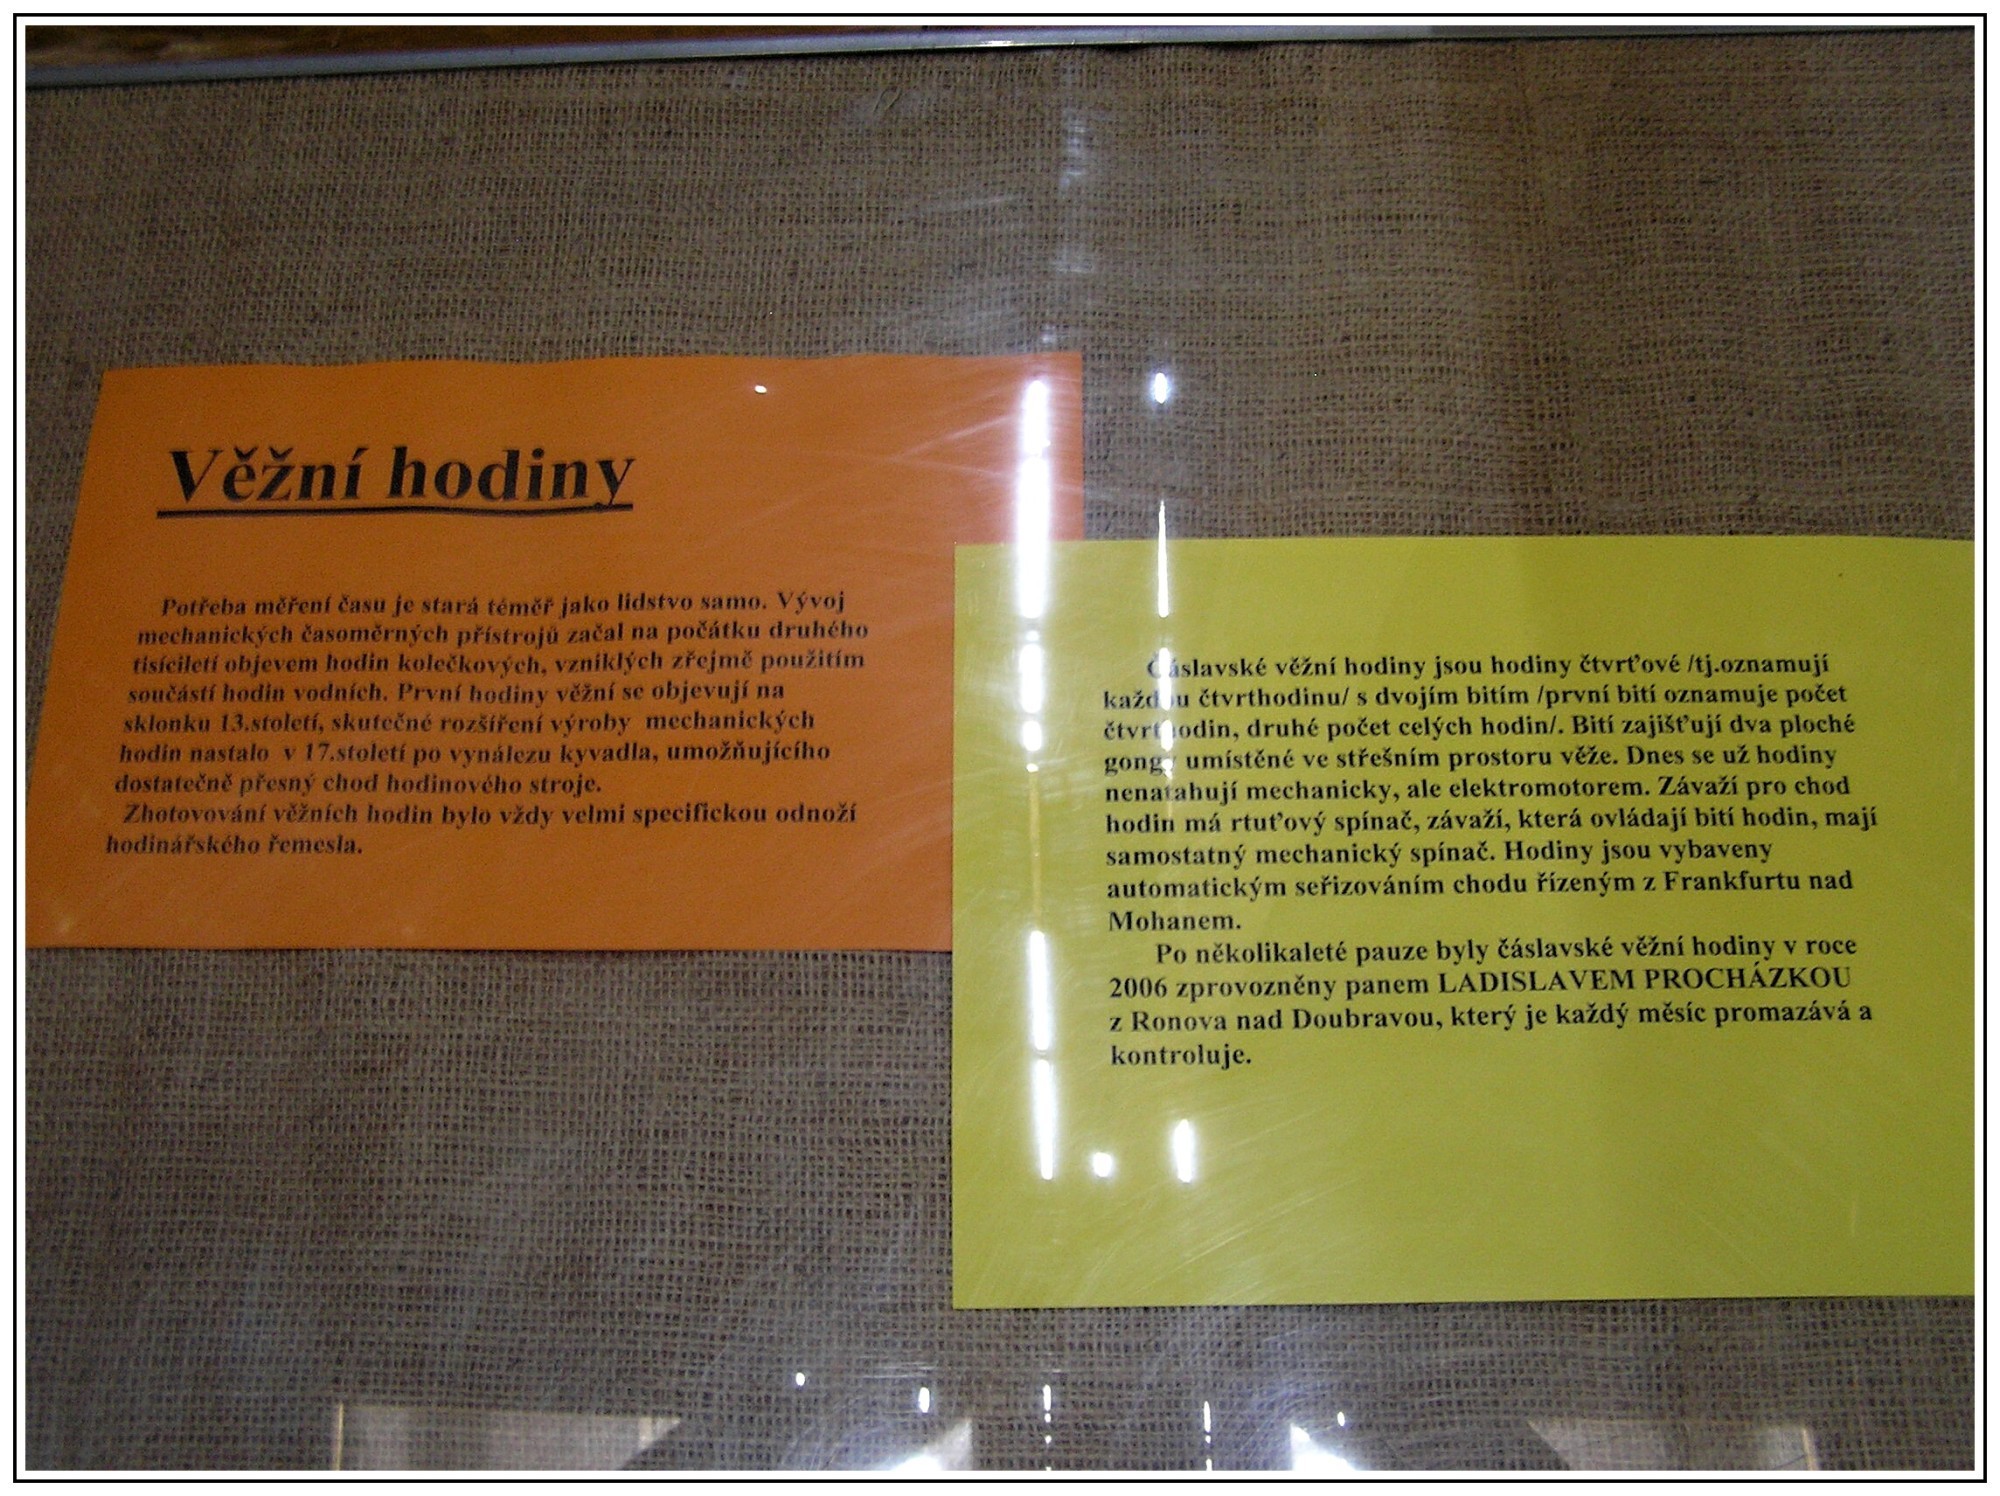 Věžní hodiny
Potřeba měření času je stará téměř jako lidstvo samo. Vývoj
mechanických časoměrných přístrojů začal na počátku druhého
tisíciletí objevem hodin kolečkových, vzniklých zřejmě použitím
součástí hodin vodních. První hodiny věžní se objevují na
sklonku 13.století, skutečné rozšíření výroby mechanických
hodin nastalo v 17.století po vynálezu kyvadla, umožňujícího
dostatečně přesný chod hodinového stroje.
Zhotovování věžních hodin bylo vždy velmi specifickou odnoží
hodinářského řemesla.
Čáslavské věžní hodiny jsou hodiny čtvrťové /tj.oznamují
každou čtvrthodinu/ s dvojím bitím /první bití oznamuje počet
čtvrthodin, druhé počet celých hodin/. Bití zajišťují dva ploché
gongy umístěné ve střešním prostoru věže. Dnes se už hodiny
nenatahují mechanicky, ale elektromotorem. Závaží pro chod
hodin má rtuťový spínač, závaží, která ovládají bití hodin, mají
samostatný mechanický spínač. Hodiny jsou vybaveny
automatickým seřizováním chodu řízeným z Frankfurtu nad
Mohanem.
Po několikaleté pauze byly čáslavské věžní hodiny v roce
2006 zprovozněny panem LADISLAVEM PROCHÁZKOU
z Ronova nad Doubravou, který je každý měsíc promazává a
kontroluje.